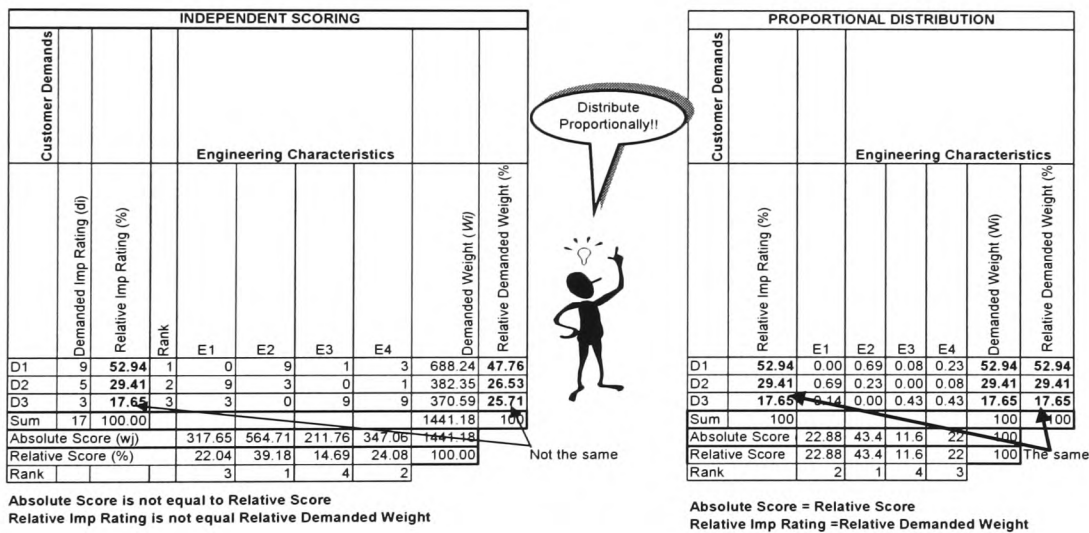 INDEPENDENT SCORING
Customer Demands
Engineering Characteristics
Demanded Imp Rating (di)
Relative Imp Rating (%)
Rank
E1 E2 E3 E4
Demanded Weight (Wi)
Relative Demanded Weight (%
D1 9 52.94 1 0 9 1 3 688.24 47.76
D2 5 29.41 2 9 3 0 1 382.35 26.53
D3 3 17.65 3 3 0 9 9 370.59 25.71
Sum 17 100.00 1441.18 100
Absolute Score (wj) 317.65 564.71 211.76 347.06 1441.18
Relative Score (%) 22.04 39.18 14.69 24.08 100.00
Rank 3 1 4 2
Not the same
Absolute Score is not equal to Relative Score
Relative Imp Rating is not equal Relative Demanded Weight
Distribute
Proportionally!!
PROPORTIONAL DISTRIBUTION
Customer Demands
Engineering Characteristics
Relative Imp Rating (%)
E1 E2 E3 E4
Demanded Weight (Wi)
Relative Demanded Weight (%
D1 52.94 0.00 0.69 0.08 0.23 52.94 52.94
D2 29.41 0.69 0.23 0.00 0.08 29.41 29.41
D3 17.65 0.14 0.00 0.43 0.43 17.65 17.65
Sum 100 100 100
Absolute Score 22.88 43.4 11.6 22 100
Relative Score 22.88 43.4 11.6 22 100
Rank 2 1 4 3
The same
Absolute Score = Relative Score
Relative Imp Rating =Relative Demanded Weight